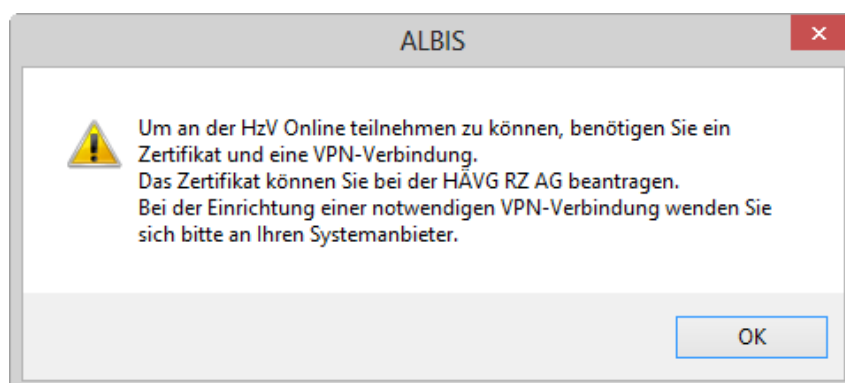 ALBIS
Um an der HzV Online teilnehmen zu können, benötigen Sie ein
Zertifikat und eine VPN-Verbindung.
Das Zertifikat können Sie bei der HÄVG RZ AG beantragen.
Bei der Einrichtung einer notwendigen VPN-Verbindung wenden Sie
sich bitte an Ihren Systemanbieter.
OK